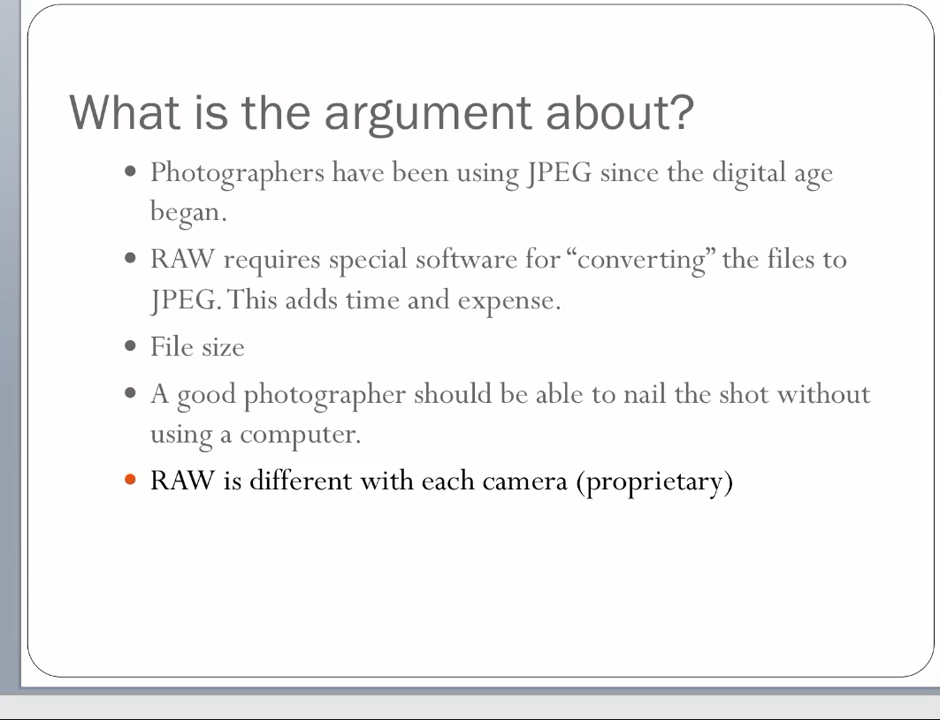 What is the argument about?
• Photographers have been using JPEG since the digital age
began.
• RAW requires special software for “converting” the files to
JPEG. This adds time and expense.
• File size
• A good photographer should be able to nail the shot without
using a computer.
• RAW is different with each camera (proprietary)